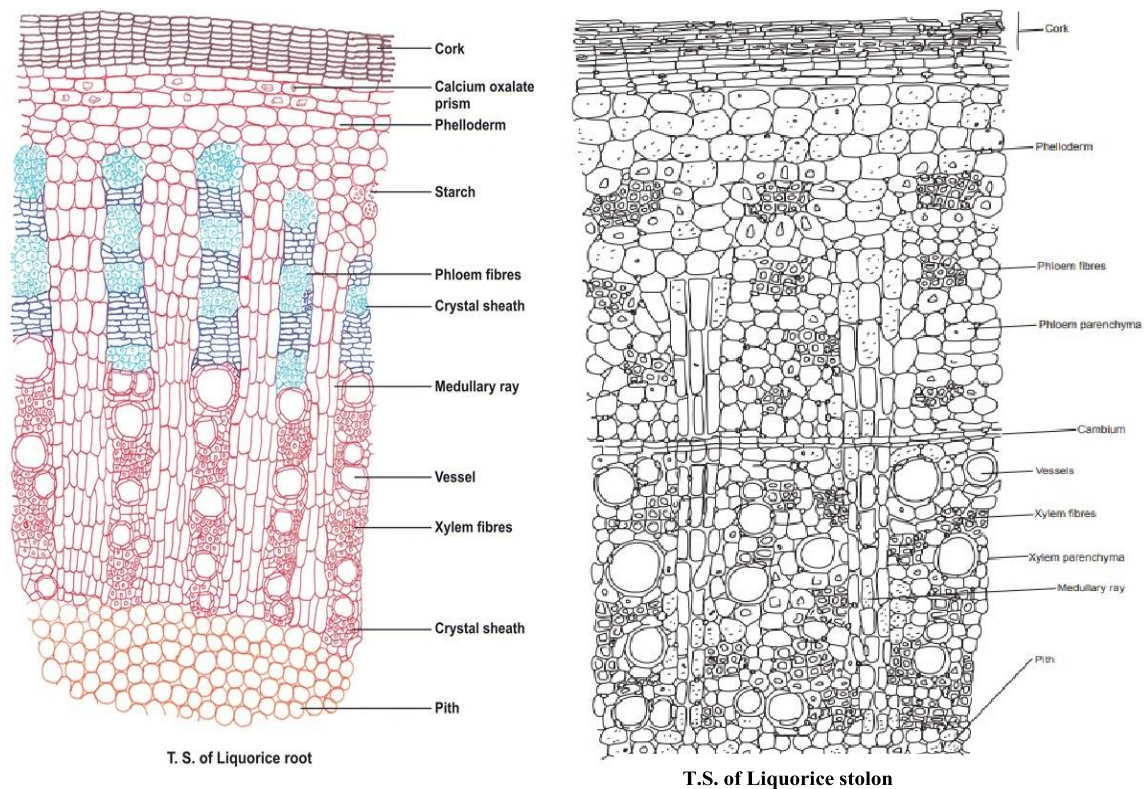 Cork
Calcium oxalate
prism
Phelloderm
Starch
Phloem fibres
Crystal sheath
Medullary ray
Vessel
Xylem fibres
Crystal sheath
Pith
T. S. of Liquorice root
Cork
Phelloderm
Phloem fibres
Phloem parenchyma
Cambium
Vessels
Xylem fibres
Xylem parenchyma
Medullary ray
Pith
T.S. of Liquorice stolon